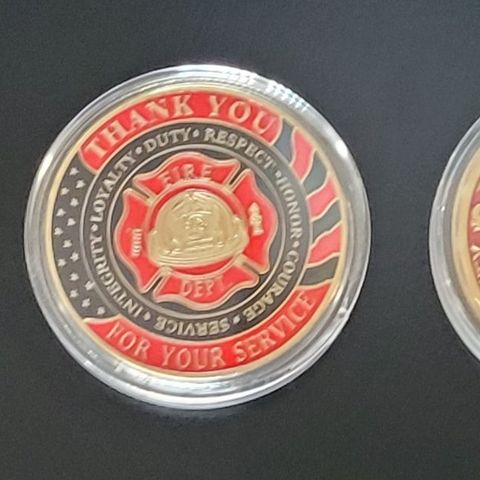 THANK YOU
LOYALTY • DUTY • RESPECT • HONOR • COURAGE • SERVICE • INTEGRITY •
FIRE
DEPT.
FOR YOUR SERVICE